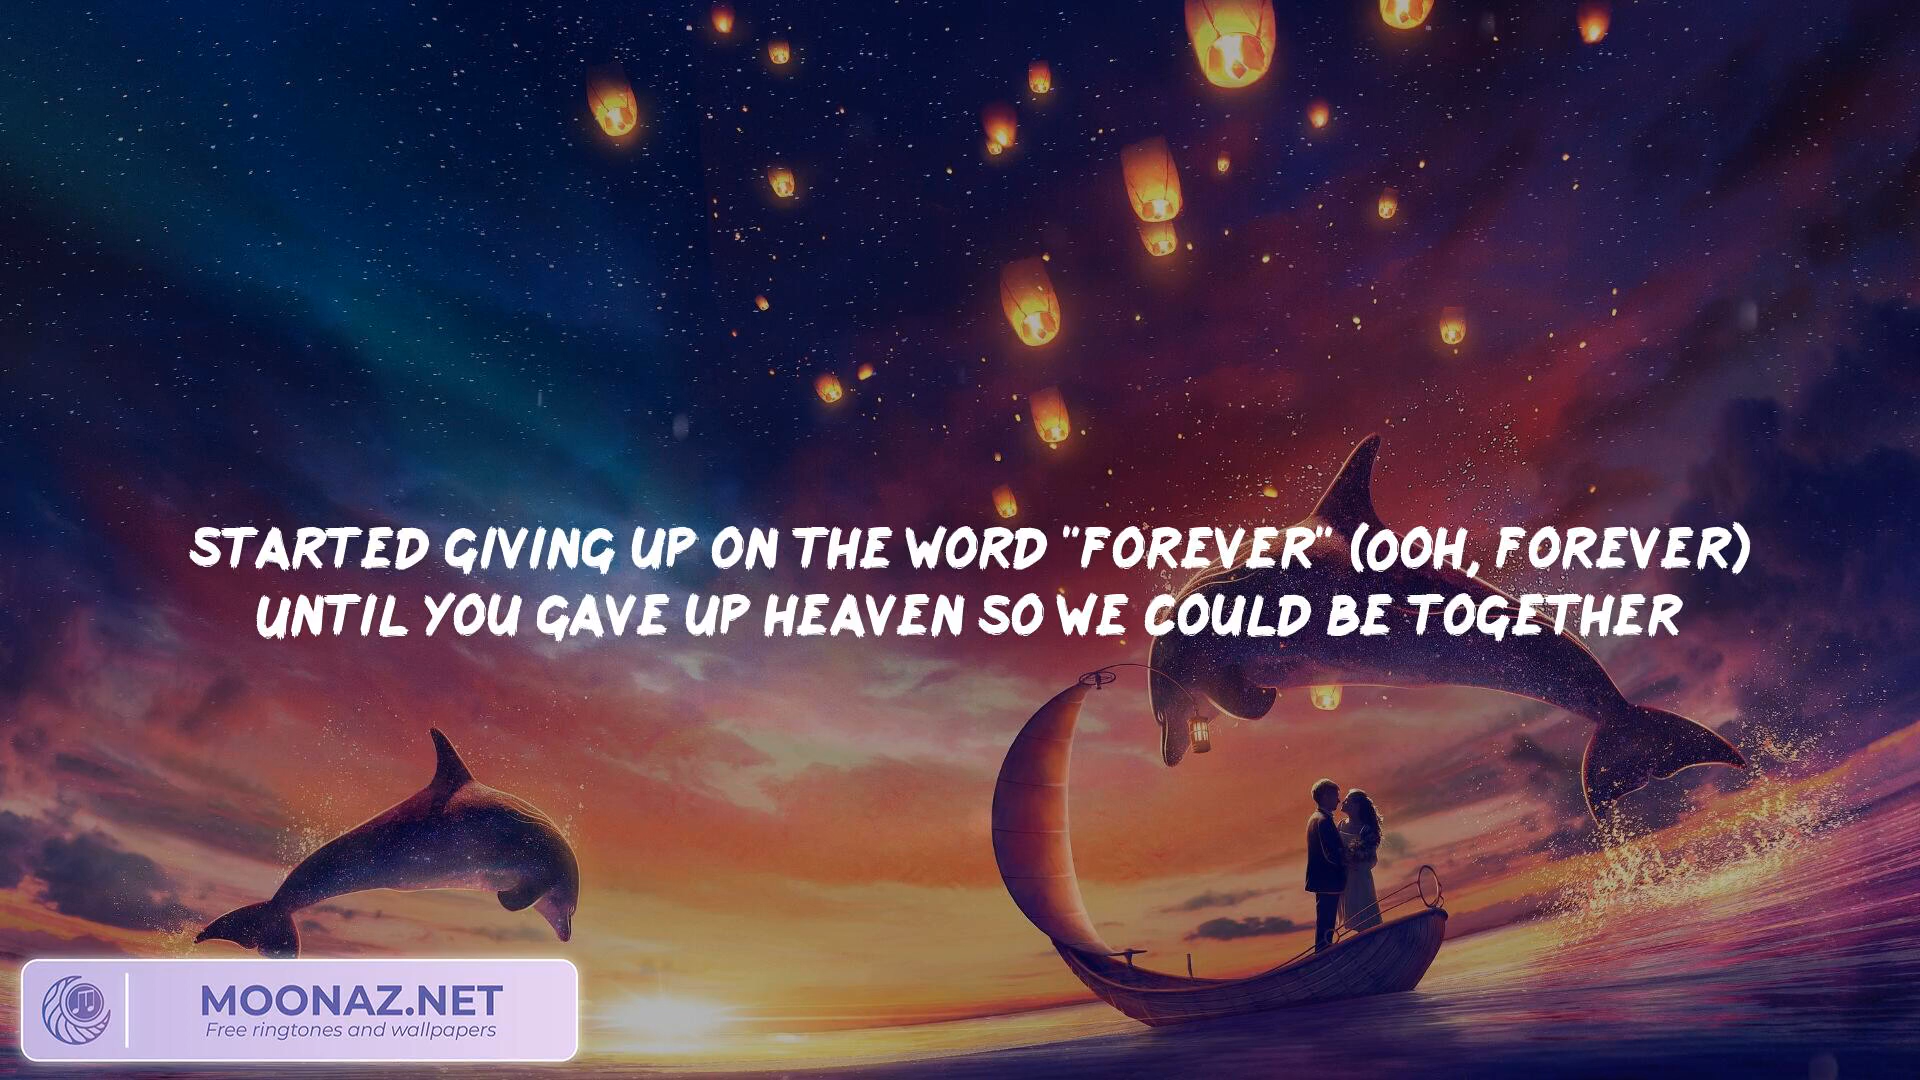 STARTED GIVING UP ON THE WORD "FOREVER" (OOH, FOREVER)
UNTIL YOU GAVE UP HEAVEN SO WE COULD BE TOGETHER
MOONAZ.NET
Free ringtones and wallpapers